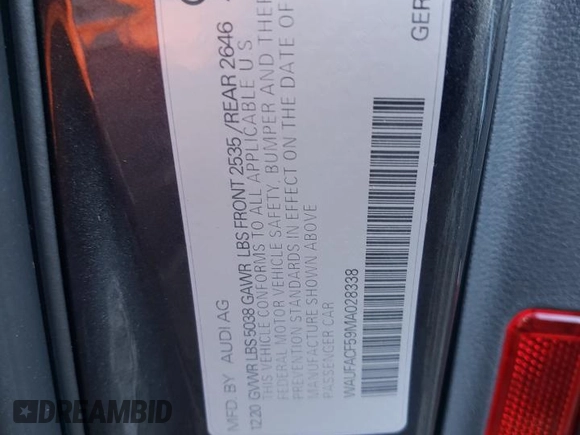 MFD. BY AUDI AG
12.20 GVWR LBS 5038 GAWR LBS FRONT 2535 /REAR 2646
THIS VEHICLE CONFORMS TO ALL APPLICABLE U S
FEDERAL MOTOR VEHICLE SAFETY, BUMPER AND
PREVENTION STANDARDS IN EFFECT ON THE DATE OF
MANUFACTURE SHOWN ABOVE
PASSENGER CAR
WAUFACF59MA028338
GER
DREAMBID